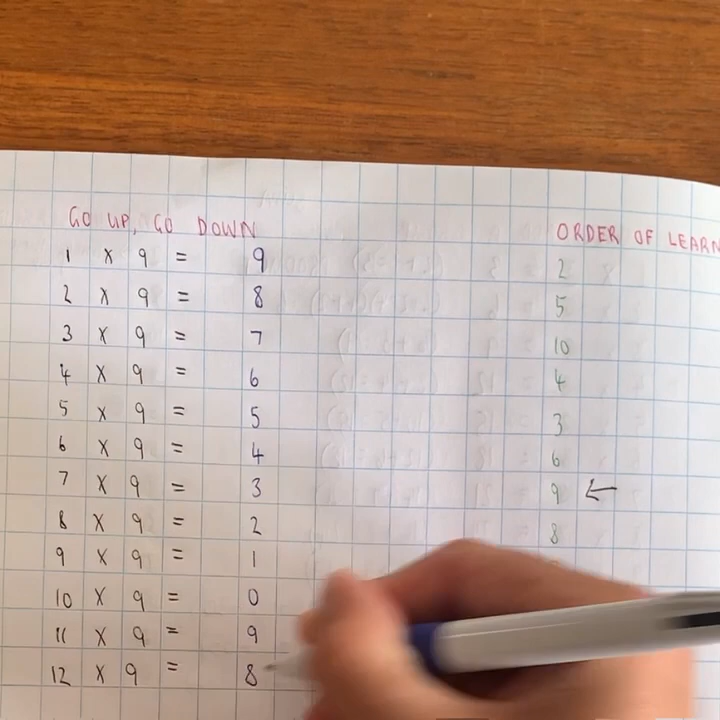 GO UP, GO DOWN
1 X 9 = 9
2 X 9 = 8
3 X 9 = 7
4 X 9 = 6
5 X 9 = 5
6 X 9 = 4
7 X 9 = 3
8 X 9 = 2
9 X 9 = 1
10 X 9 = 0
11 X 9 = 9
12 X 9 = 8
ORDER OF LEARN
2
5
10
4
3
6
9 ←
8